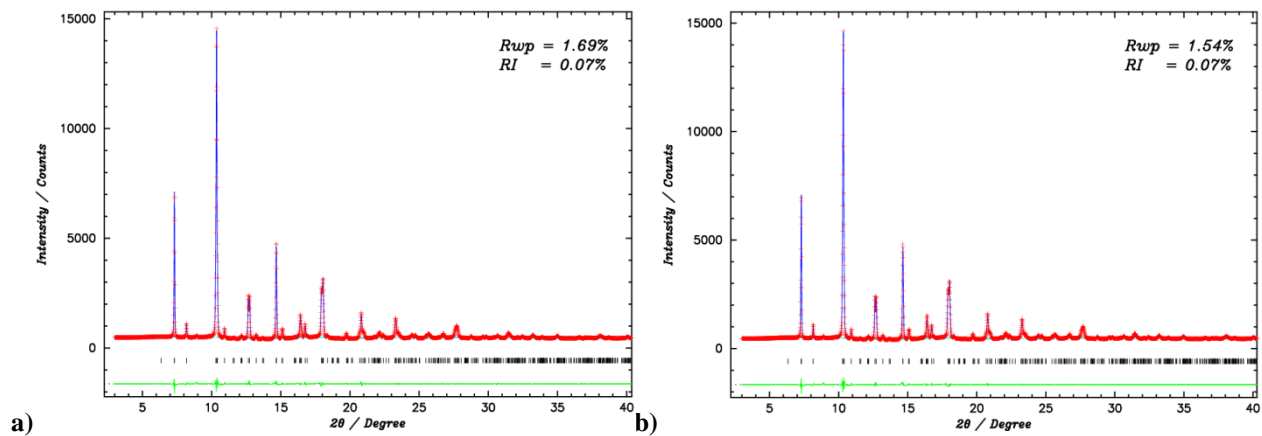 15000
Rwp = 1.69%
RI = 0.07%
10000
Intensity / Counts
5000
0
5 10 15 20 25 30 35 40
2θ / Degree
a)
15000
Rwp = 1.54%
RI = 0.07%
10000
Intensity / Counts
5000
0
5 10 15 20 25 30 35 40
2θ / Degree
b)